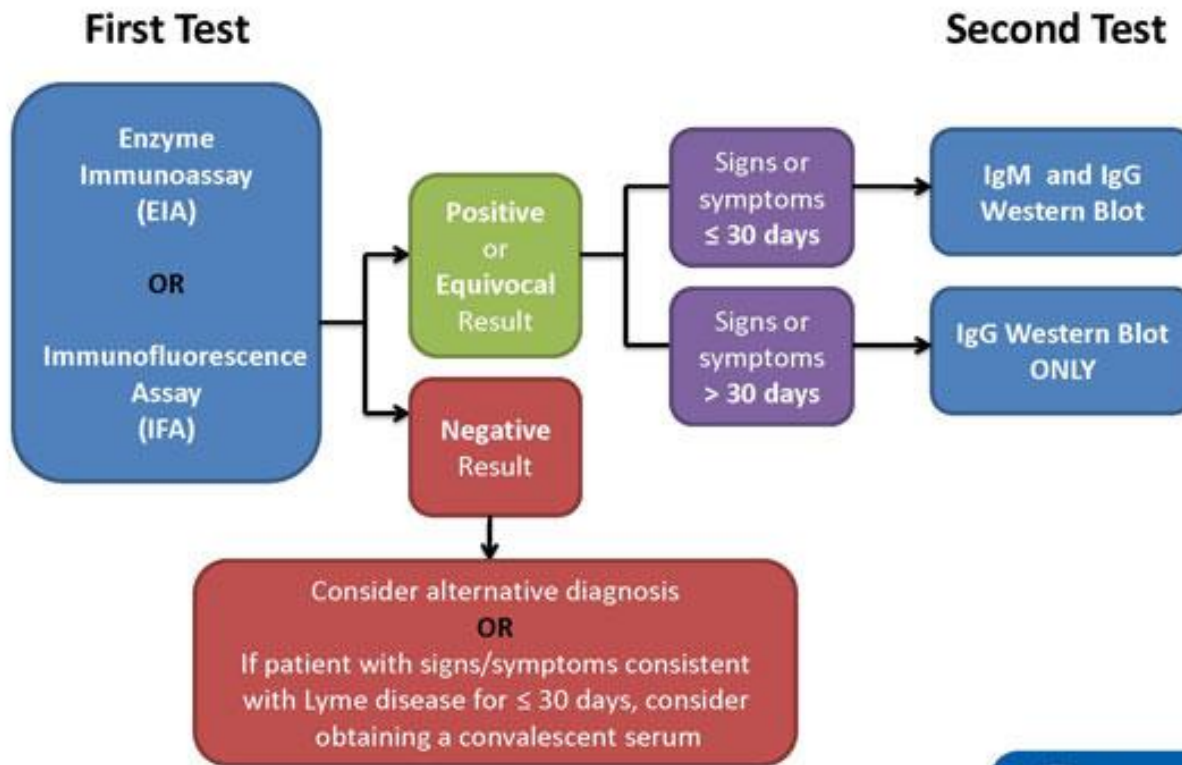 First Test
Second Test
Enzyme
Immunoassay
(EIA)
OR
Immunofluorescence
Assay
(IFA)
Positive
or
Equivocal
Result
Negative
Result
Signs or
symptoms
≤ 30 days
Signs or
symptoms
> 30 days
IgM and IgG
Western Blot
IgG Western Blot
ONLY
Consider alternative diagnosis
OR
If patient with signs/symptoms consistent
with Lyme disease for ≤ 30 days, consider
obtaining a convalescent serum